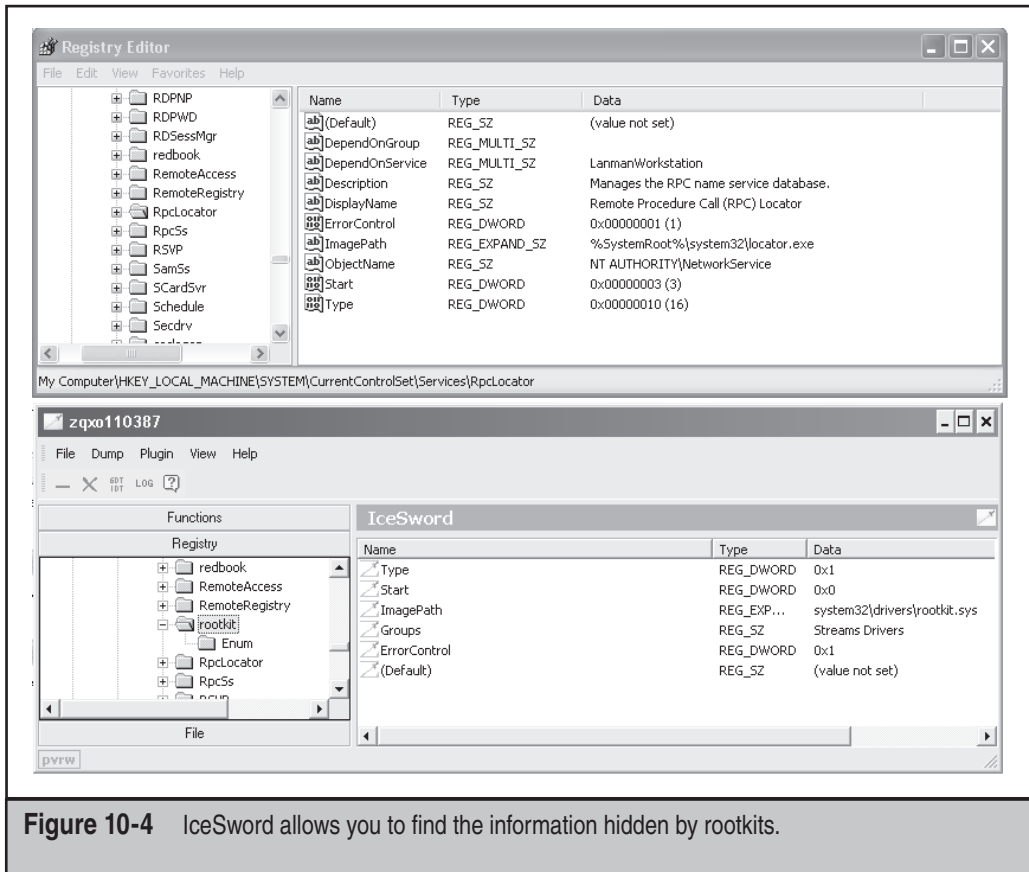 Registry Editor
File Edit View Favorites Help
RDPNP
RDPWD
RDSessMgr
redbook
RemoteAccess
RemoteRegistry
RpcLocator
RpcSs
RSVP
SamSs
SCardSvr
Schedule
Secdrv
Name Type Data
(Default) REG_SZ (value not set)
DependOnGroup REG_MULTI_SZ
DependOnService REG_MULTI_SZ LanmanWorkstation
Description REG_SZ Manages the RPC name service database.
DisplayName REG_SZ Remote Procedure Call (RPC) Locator
ErrorControl REG_DWORD 0x00000001 (1)
ImagePath REG_EXPAND_SZ %SystemRoot%\system32\locator.exe
ObjectName REG_SZ NT AUTHORITY\NetworkService
Start REG_DWORD 0x00000003 (3)
Type REG_DWORD 0x00000010 (16)
My Computer\HKEY_LOCAL_MACHINE\SYSTEM\CurrentControlSet\Services\RpcLocator
zqxo110387
File Dump Plugin View Help
GDT IDT LOG
Functions
Registry
redbook
RemoteAccess
RemoteRegistry
rootkit
Enum
RpcLocator
RpcSs
File
IceSword
Name Type Data
Type REG_DWORD 0x1
Start REG_DWORD 0x0
ImagePath REG_EXP... system32\drivers\rootkit.sys
Groups REG_SZ Streams Drivers
ErrorControl REG_DWORD 0x1
(Default) REG_SZ (value not set)
pvrw
Figure 10-4 IceSword allows you to find the information hidden by rootkits.